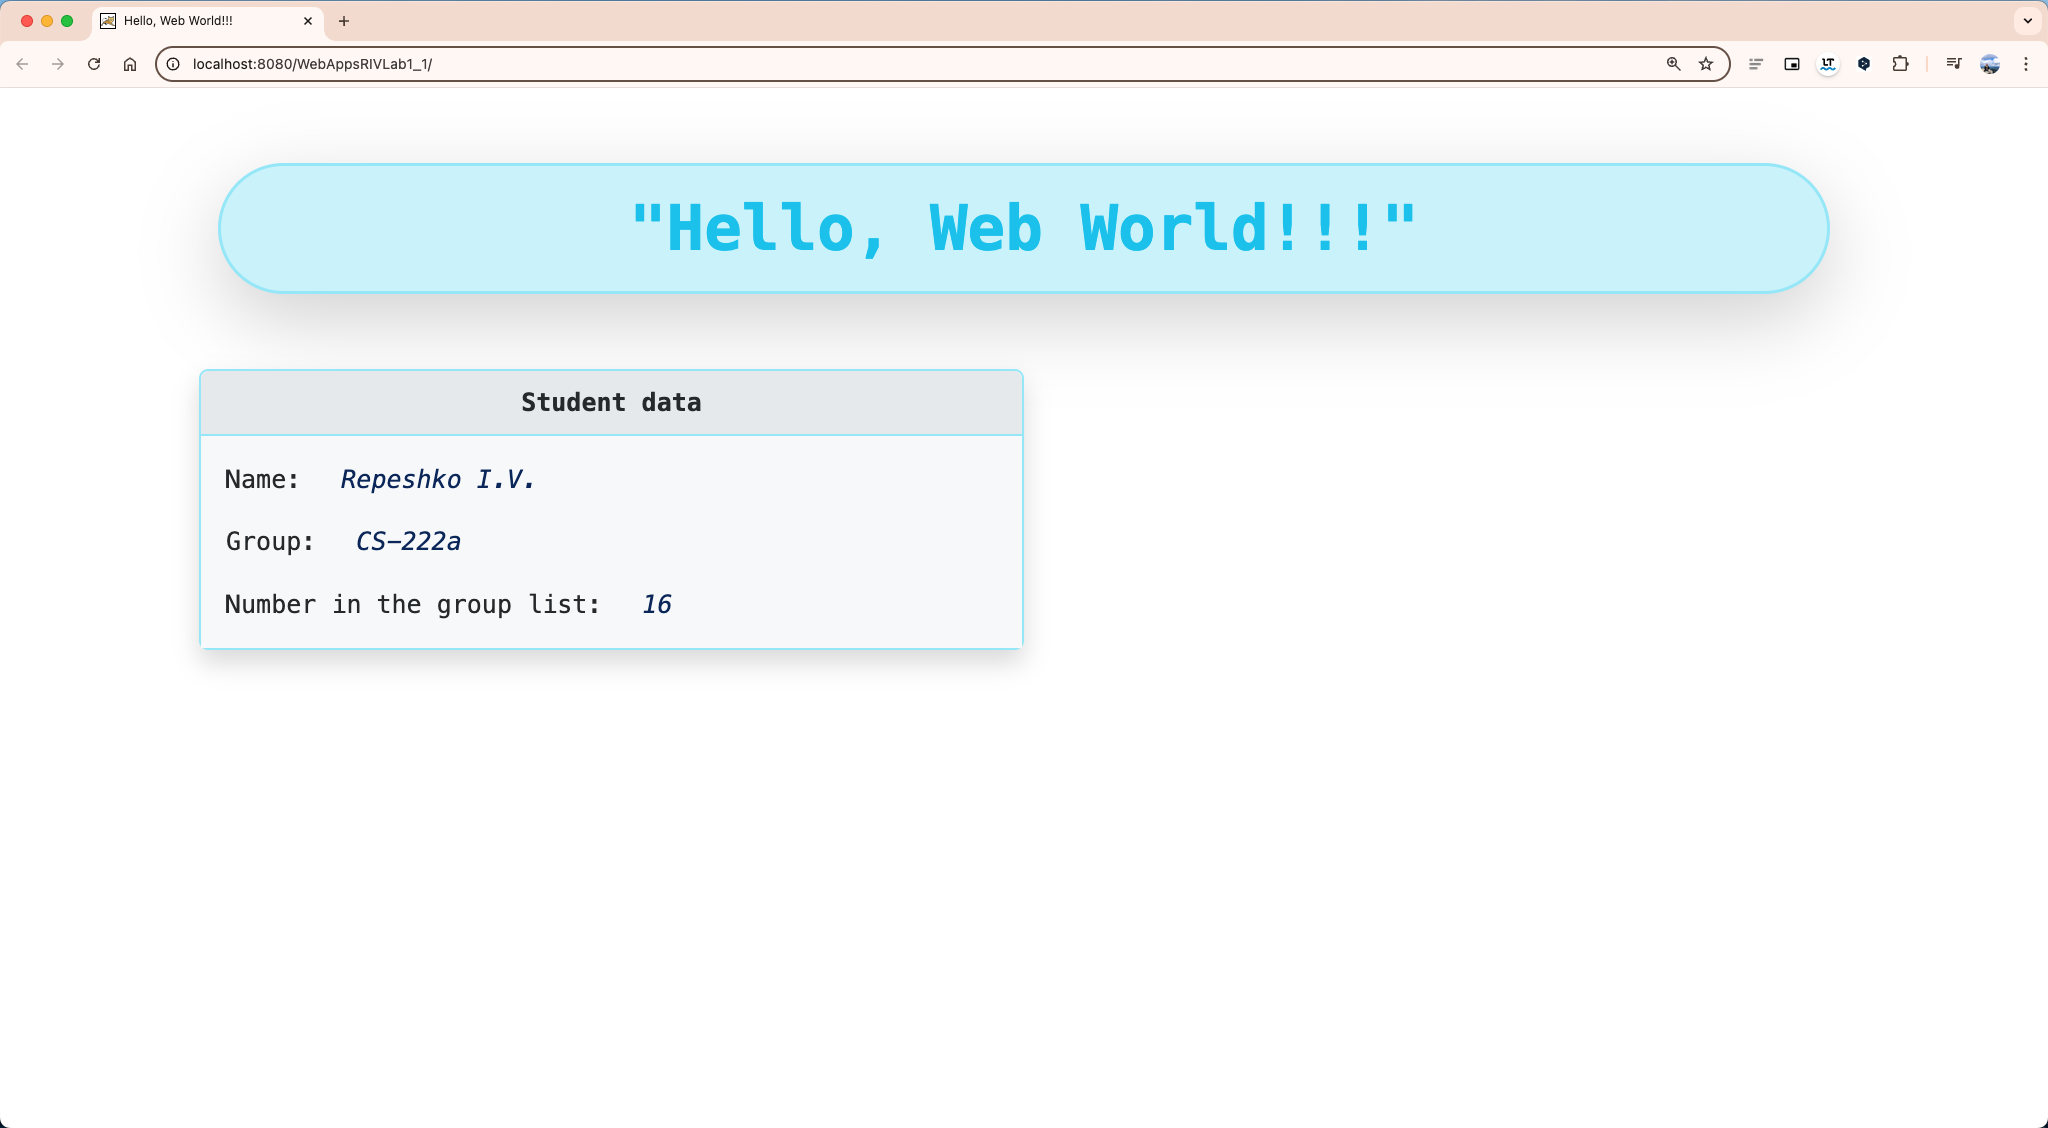 Hello, Web World!!!
localhost:8080/WebAppsRIVLab1_1/
"Hello, Web World!!!"
Student data
Name: Repeshko I.V.
Group: CS-222a
Number in the group list: 16